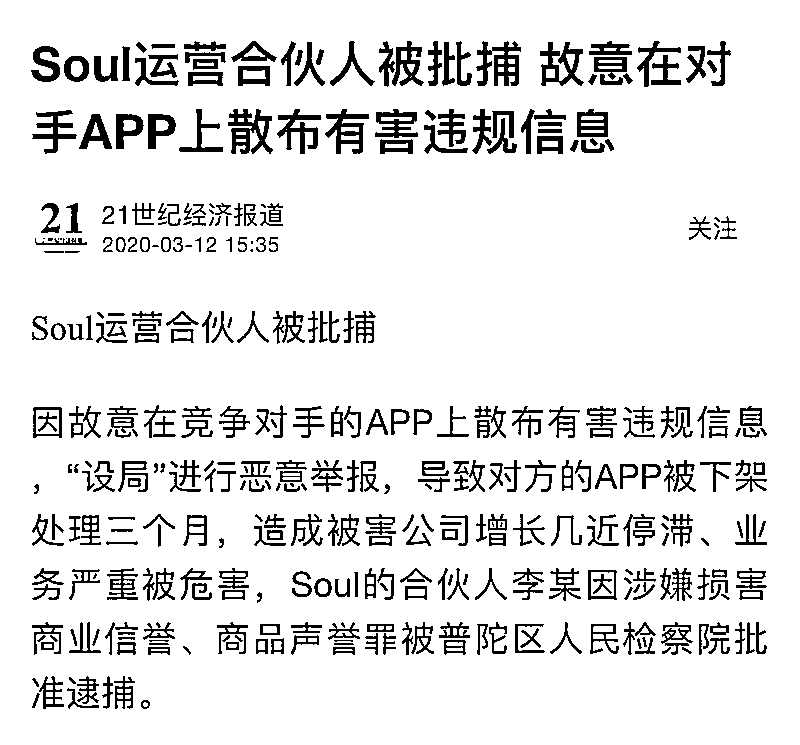 Soul运营合伙人被批捕 故意在对
手APP上散布有害违规信息
21
21世纪经济报道
2020-03-12 15:35
关注
Soul运营合伙人被批捕
因故意在竞争对手的APP上散布有害违规信息
，“设局”进行恶意举报，导致对方的APP被下架
处理三个月，造成被害公司增长几近停滞、业
务严重被危害，Soul的合伙人李某因涉嫌损害
商业信誉、商品声誉罪被普陀区人民检察院批
准逮捕。